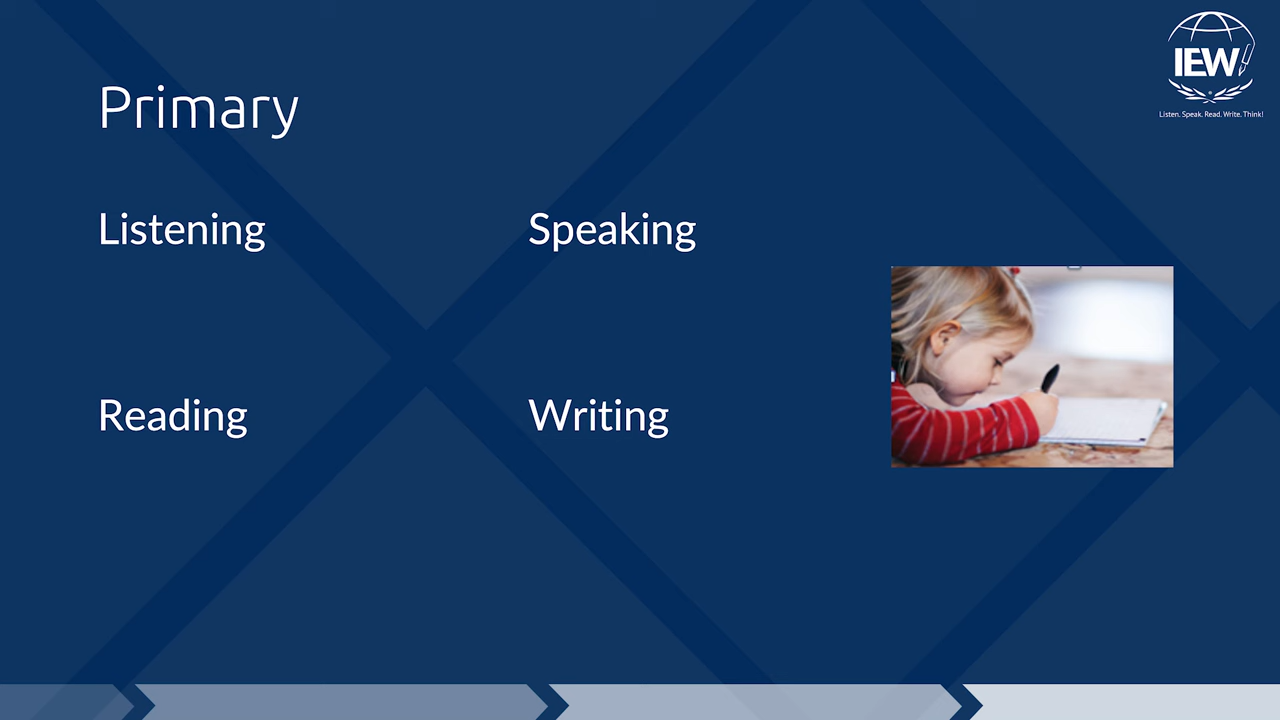 IEW
Listen. Speak. Read. Write. Think!
Primary
Listening
Speaking
Reading
Writing